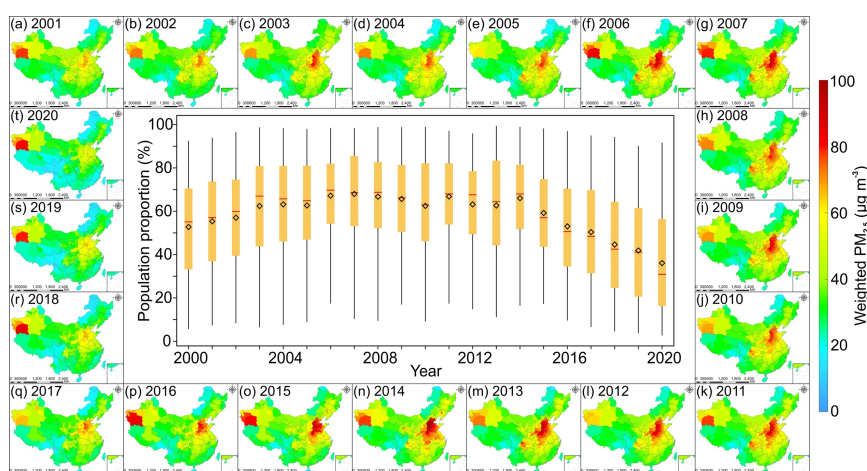 (a) 2001
(b) 2002
(c) 2003
(d) 2004
(e) 2005
(f) 2006
(g) 2007
(t) 2020
(h) 2008
(s) 2019
(i) 2009
(r) 2018
(j) 2010
(q) 2017
(p) 2016
(o) 2015
(n) 2014
(m) 2013
(l) 2012
(k) 2011
Population proportion (%)
100
80
60
40
20
0
2000
2004
2008
2012
2016
2020
Year
100
80
60
40
20
0
Weighted PM2.5 (µg m-3)